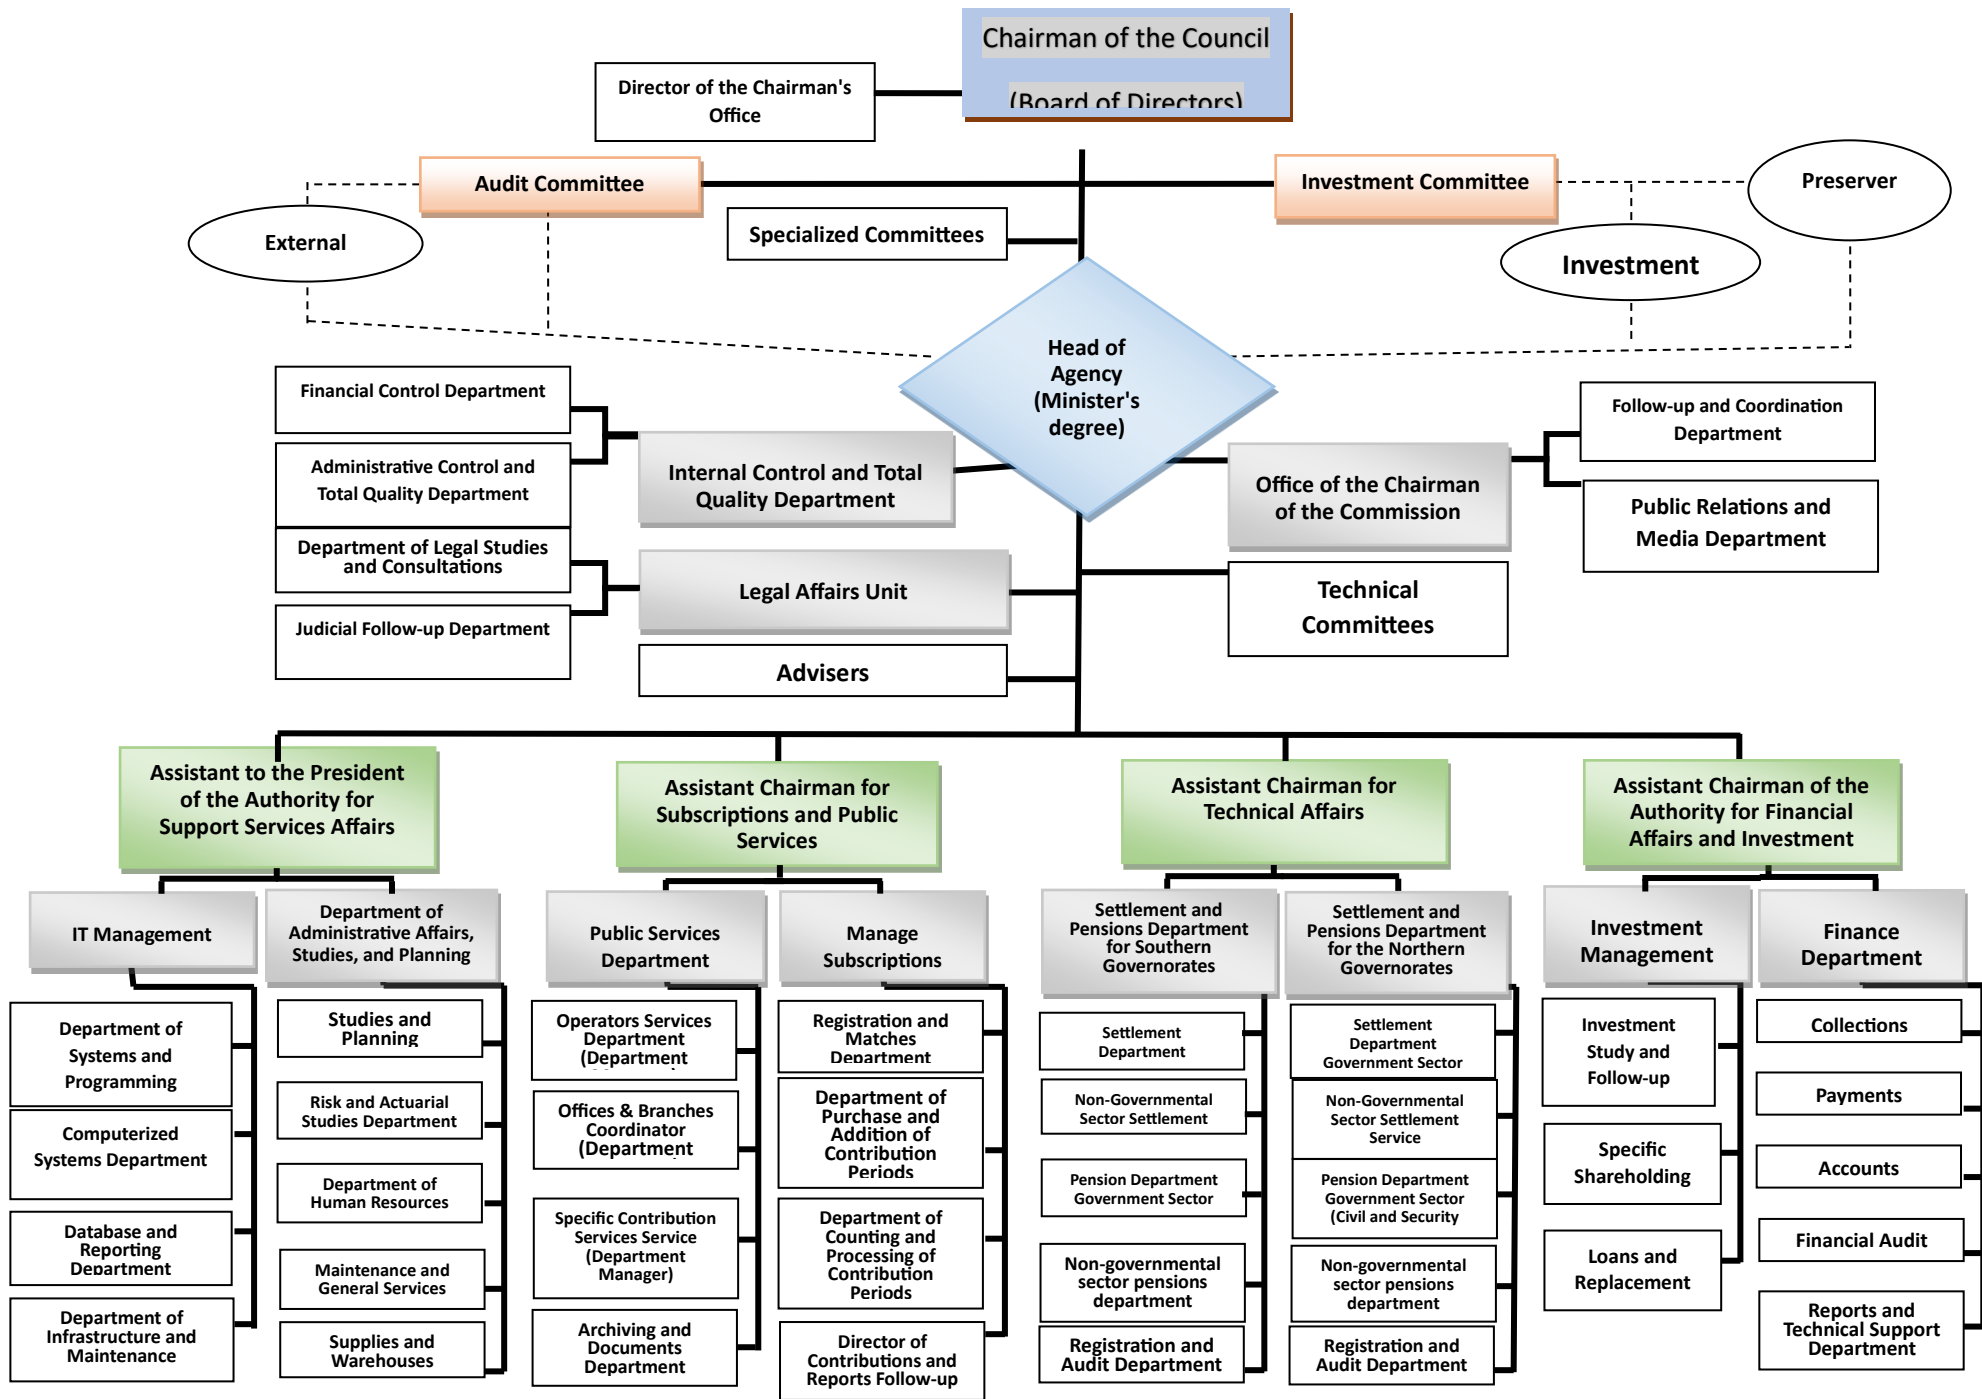 Chairman of the Council
(Board of Directors)
Director of the Chairman's
Office
Audit Committee
Investment Committee
Preserver
External
Specialized Committees
Investment
Head of
Agency
(Minister's
degree)
Financial Control Department
Administrative Control and
Total Quality Department
Internal Control and Total
Quality Department
Office of the Chairman
of the Commission
Follow-up and Coordination
Department
Public Relations and
Media Department
Department of Legal Studies
and Consultations
Judicial Follow-up Department
Legal Affairs Unit
Technical
Committees
Advisers
Assistant to the President
of the Authority for
Support Services Affairs
Assistant Chairman for
Subscriptions and Public
Services
Assistant Chairman for
Technical Affairs
Assistant Chairman of the
Authority for Financial
Affairs and Investment
IT Management
Department of
Administrative Affairs,
Studies, and Planning
Public Services
Department
Manage
Subscriptions
Settlement and
Pensions Department
for Southern
Governorates
Settlement and
Pensions Department
for the Northern
Governorates
Investment
Management
Finance
Department
Department of
Systems and
Programming
Computerized
Systems Department
Database and
Reporting
Department
Department of
Infrastructure and
Maintenance
Studies and
Planning
Risk and Actuarial
Studies Department
Department of
Human Resources
Maintenance and
General Services
Supplies and
Warehouses
Operators Services
Department
(Department
Offices & Branches
Coordinator
(Department
Specific Contribution
Services Service
(Department
Manager)
Archiving and
Documents
Department
Registration and
Matches
Department
Department of
Purchase and
Addition of
Contribution
Periods
Department of
Counting and
Processing of
Contribution
Periods
Director of
Contributions and
Reports Follow-up
Settlement
Department
Non-Governmental
Sector Settlement
Pension Department
Government Sector
Non-governmental
sector pensions
department
Registration and
Audit Department
Settlement
Department
Government Sector
Non-Governmental
Sector Settlement
Service
Pension Department
Government Sector
(Civil and Security
Non-governmental
sector pensions
department
Registration and
Audit Department
Investment
Study and
Follow-up
Specific
Shareholding
Loans and
Replacement
Collections
Payments
Accounts
Financial Audit
Reports and
Technical Support
Department